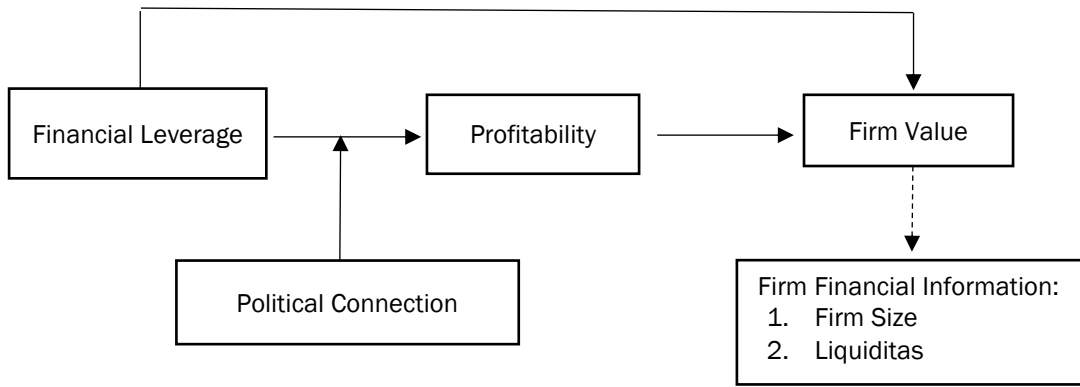 Financial Leverage
Profitability
Firm Value
Political Connection
Firm Financial Information:
1. Firm Size
2. Liquiditas